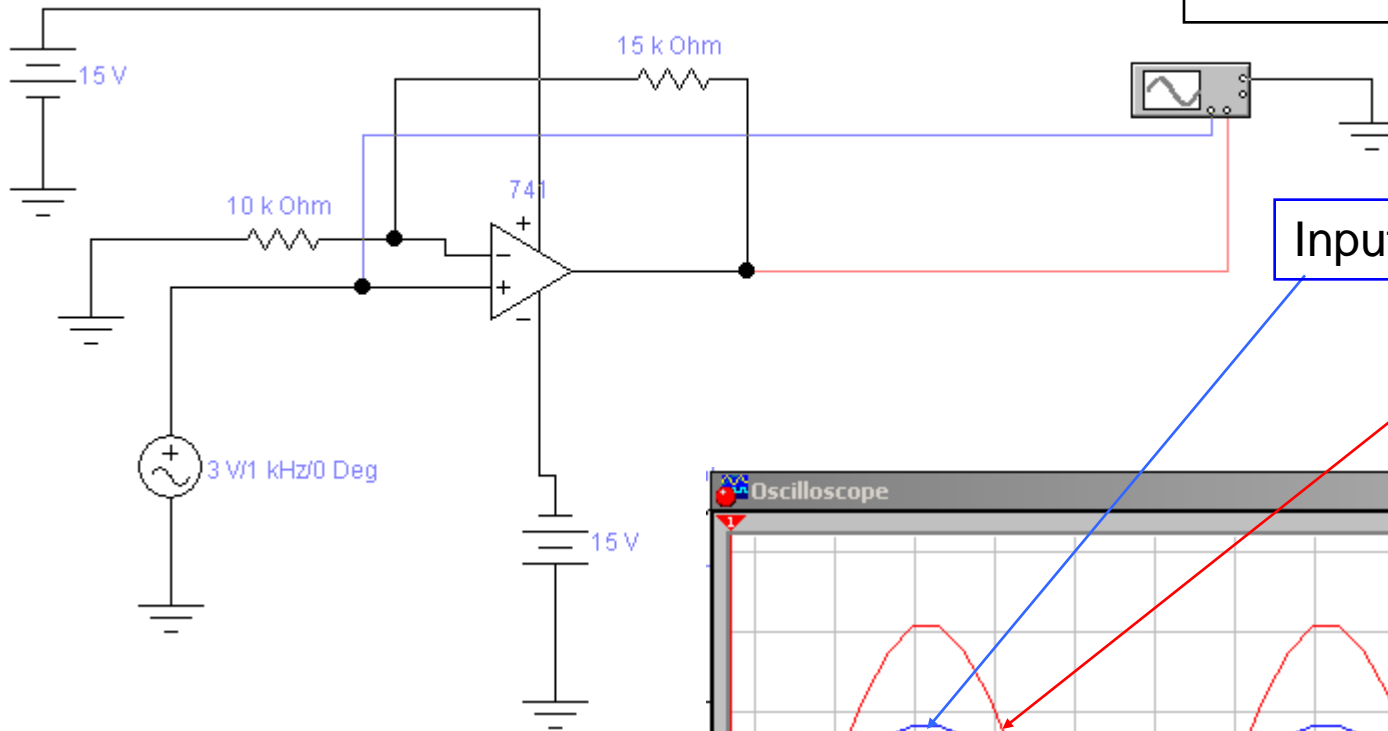 15 k Ohm
15 V
741
10 k Ohm
+
−
+
−
+
3 V/1 kHz/0 Deg
15 V
Oscilloscope
1